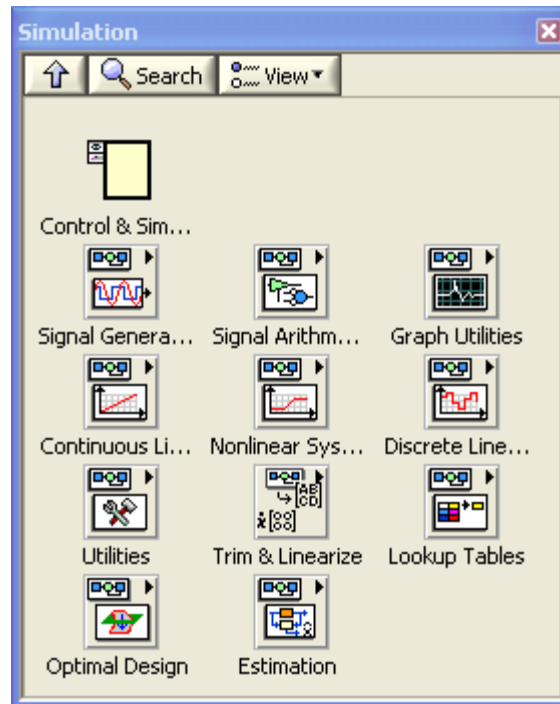 Simulation
Search View
Control & Sim...
Signal Genera... Signal Arithm... Graph Utilities
Continuous Li... Nonlinear Sys... Discrete Line...
Utilities Trim & Linearize Lookup Tables
Optimal Design Estimation